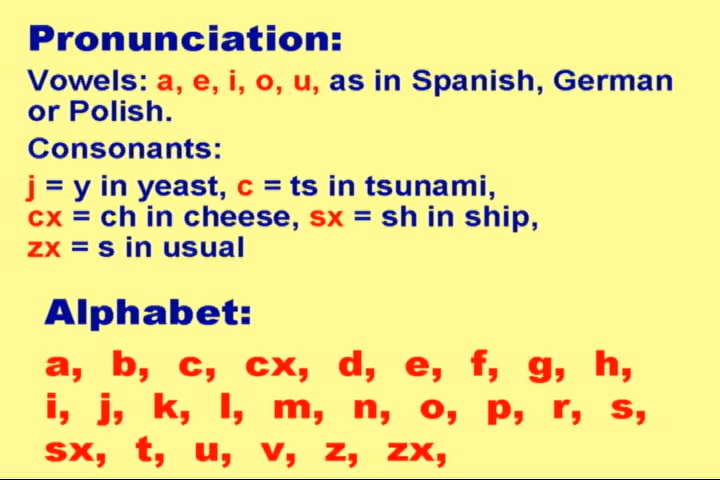 Pronunciation:
Vowels: a, e, i, o, u, as in Spanish, German
or Polish.
Consonants:
j = y in yeast, c = ts in tsunami,
cx = ch in cheese, sx = sh in ship,
zx = s in usual
Alphabet:
a, b, c, cx, d, e, f, g, h,
i, j, k, l, m, n, o, p, r, s,
sx, t, u, v, z, zx,